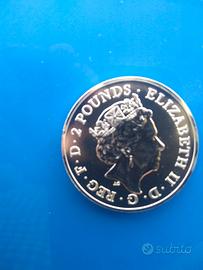 ELIZABETH II · D · G · REG · F · D · 2 POUNDS ·
subito